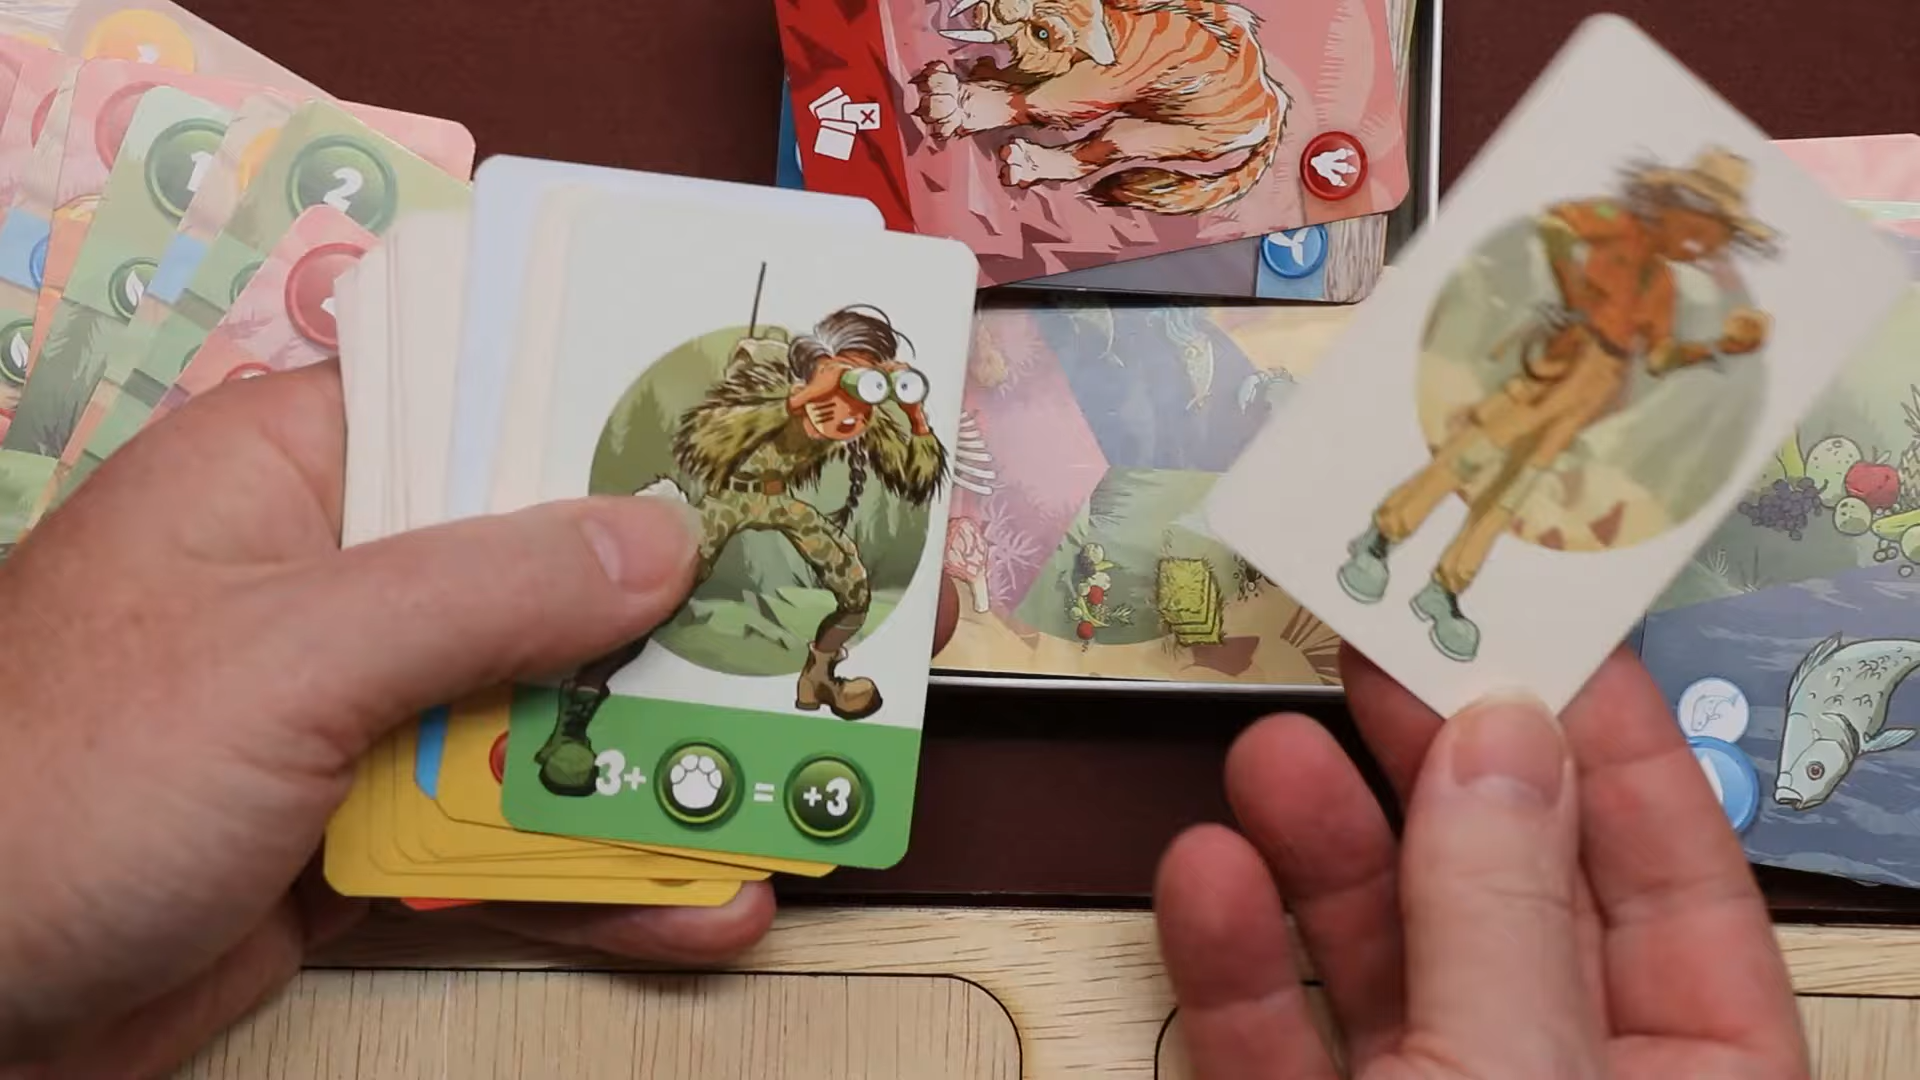 1
2
3+ = +3